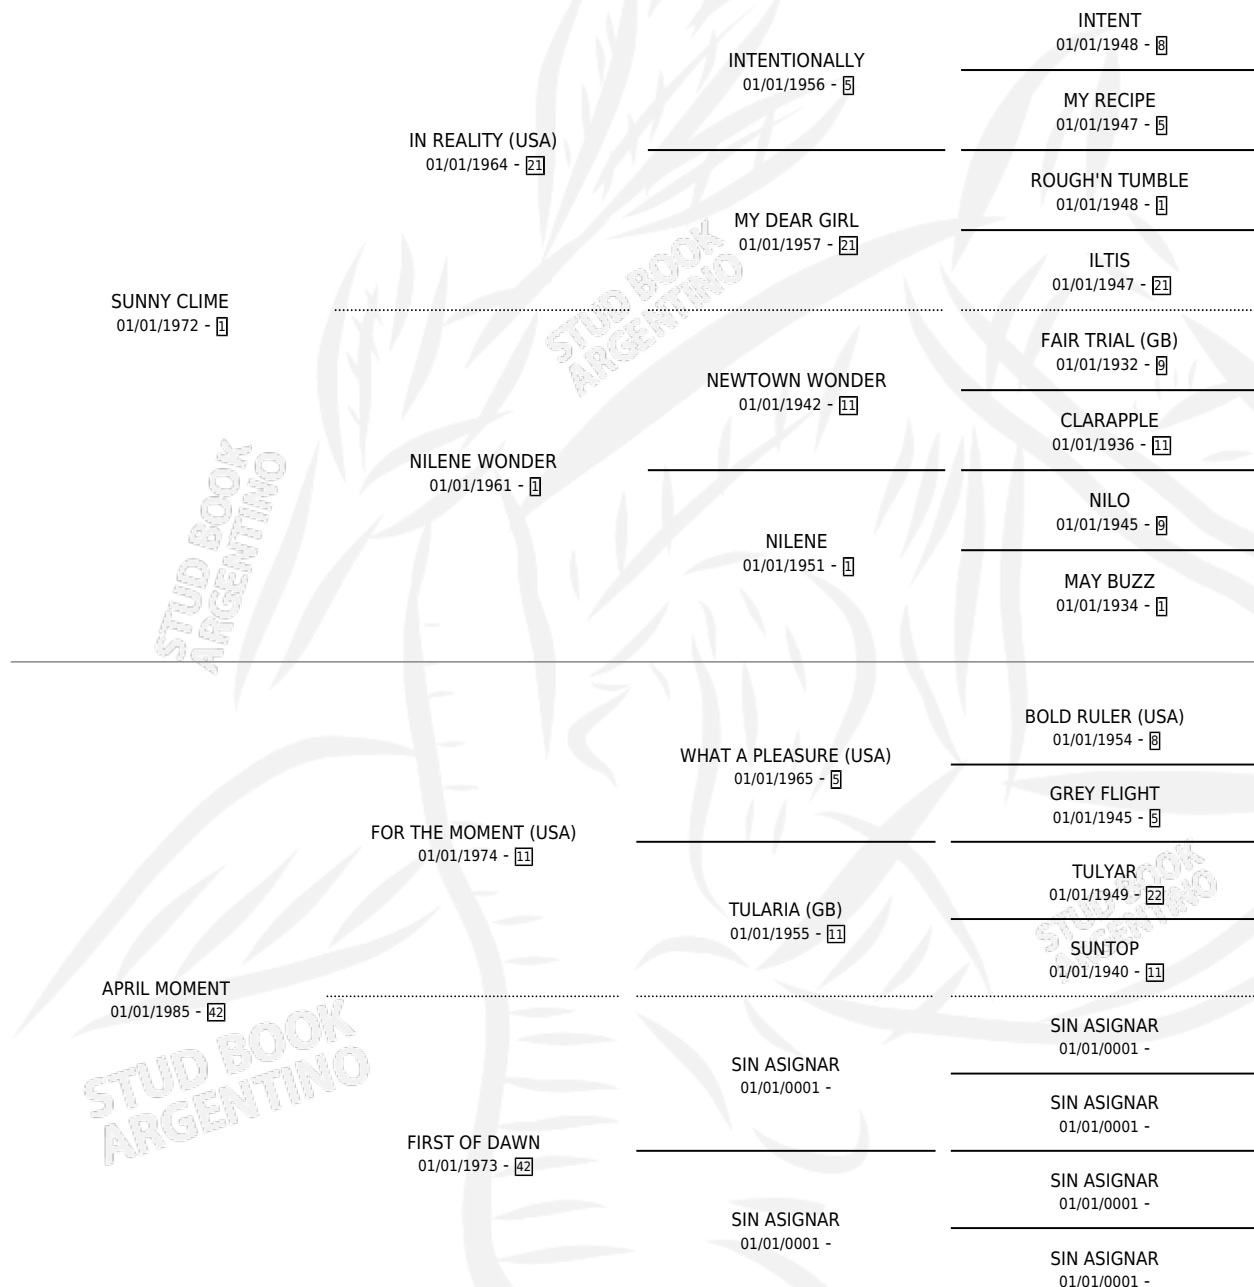 INTENT
01/01/1948 - 8
INTENTIONALLY
01/01/1956 - 5
MY RECIPE
01/01/1947 - 5
IN REALITY (USA)
01/01/1964 - 21
ROUGH'N TUMBLE
01/01/1948 - 1
MY DEAR GIRL
01/01/1957 - 21
ILTIS
01/01/1947 - 21
SUNNY CLIME
01/01/1972 - 1
FAIR TRIAL (GB)
01/01/1932 - 9
NEWTOWN WONDER
01/01/1942 - 11
CLARAPPLE
01/01/1936 - 11
NILENE WONDER
01/01/1961 - 1
NILO
01/01/1945 - 9
NILENE
01/01/1951 - 1
MAY BUZZ
01/01/1934 - 1
BOLD RULER (USA)
01/01/1954 - 8
WHAT A PLEASURE (USA)
01/01/1965 - 5
GREY FLIGHT
01/01/1945 - 5
FOR THE MOMENT (USA)
01/01/1974 - 11
TULYAR
01/01/1949 - 22
TULARIA (GB)
01/01/1955 - 11
SUNTOP
01/01/1940 - 11
APRIL MOMENT
01/01/1985 - 42
SIN ASIGNAR
01/01/0001 -
SIN ASIGNAR
01/01/0001 -
SIN ASIGNAR
01/01/0001 -
FIRST OF DAWN
01/01/1973 - 42
SIN ASIGNAR
01/01/0001 -
SIN ASIGNAR
01/01/0001 -
SIN ASIGNAR
01/01/0001 -
STUD BOOK
ARGENTINO
STUD BOOK
ARGENTINO
STUD BOOK
ARGENTINO
STUD BOOK
ARGENTINO